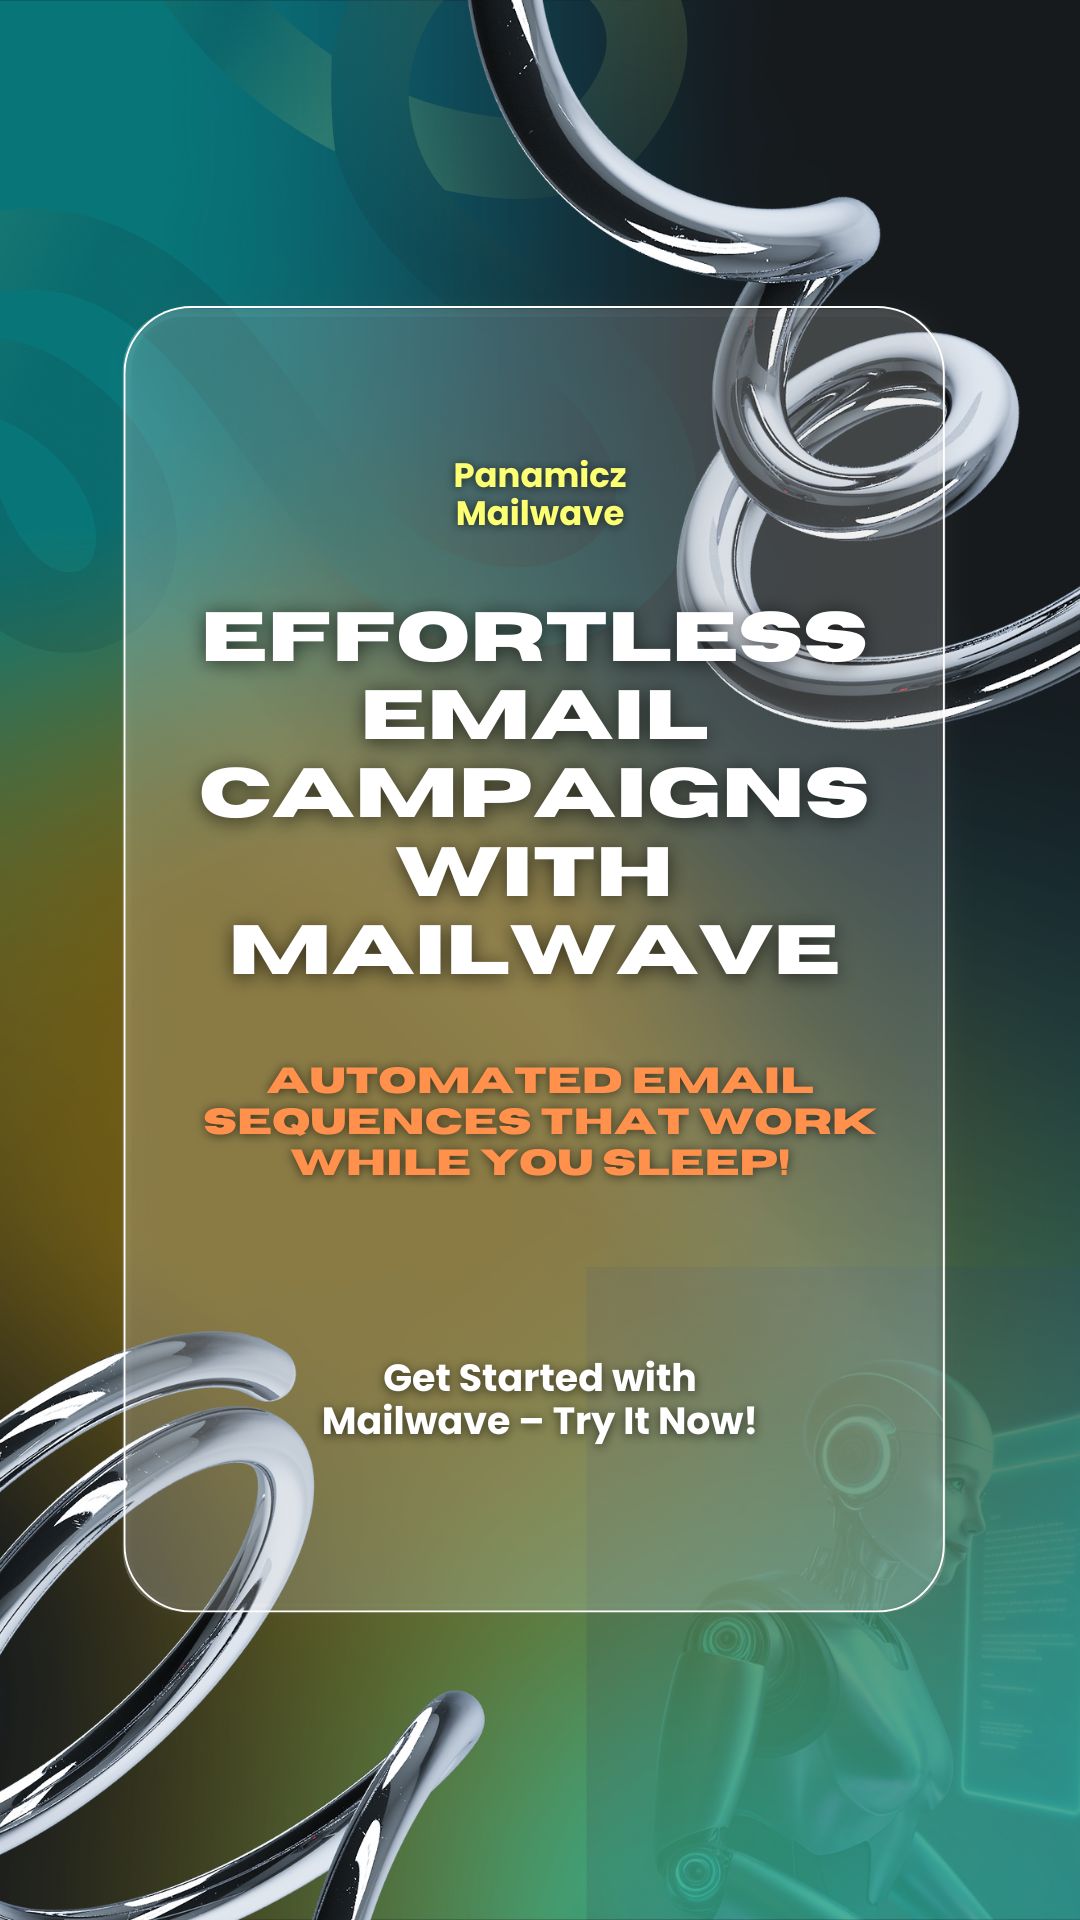 Panamicz
Mailwave
EFFORTLESS
EMAIL
CAMPAIGNS
WITH
MAILWAVE
AUTOMATED EMAIL
SEQUENCES THAT WORK
WHILE YOU SLEEP!
Get Started with
Mailwave – Try It Now!